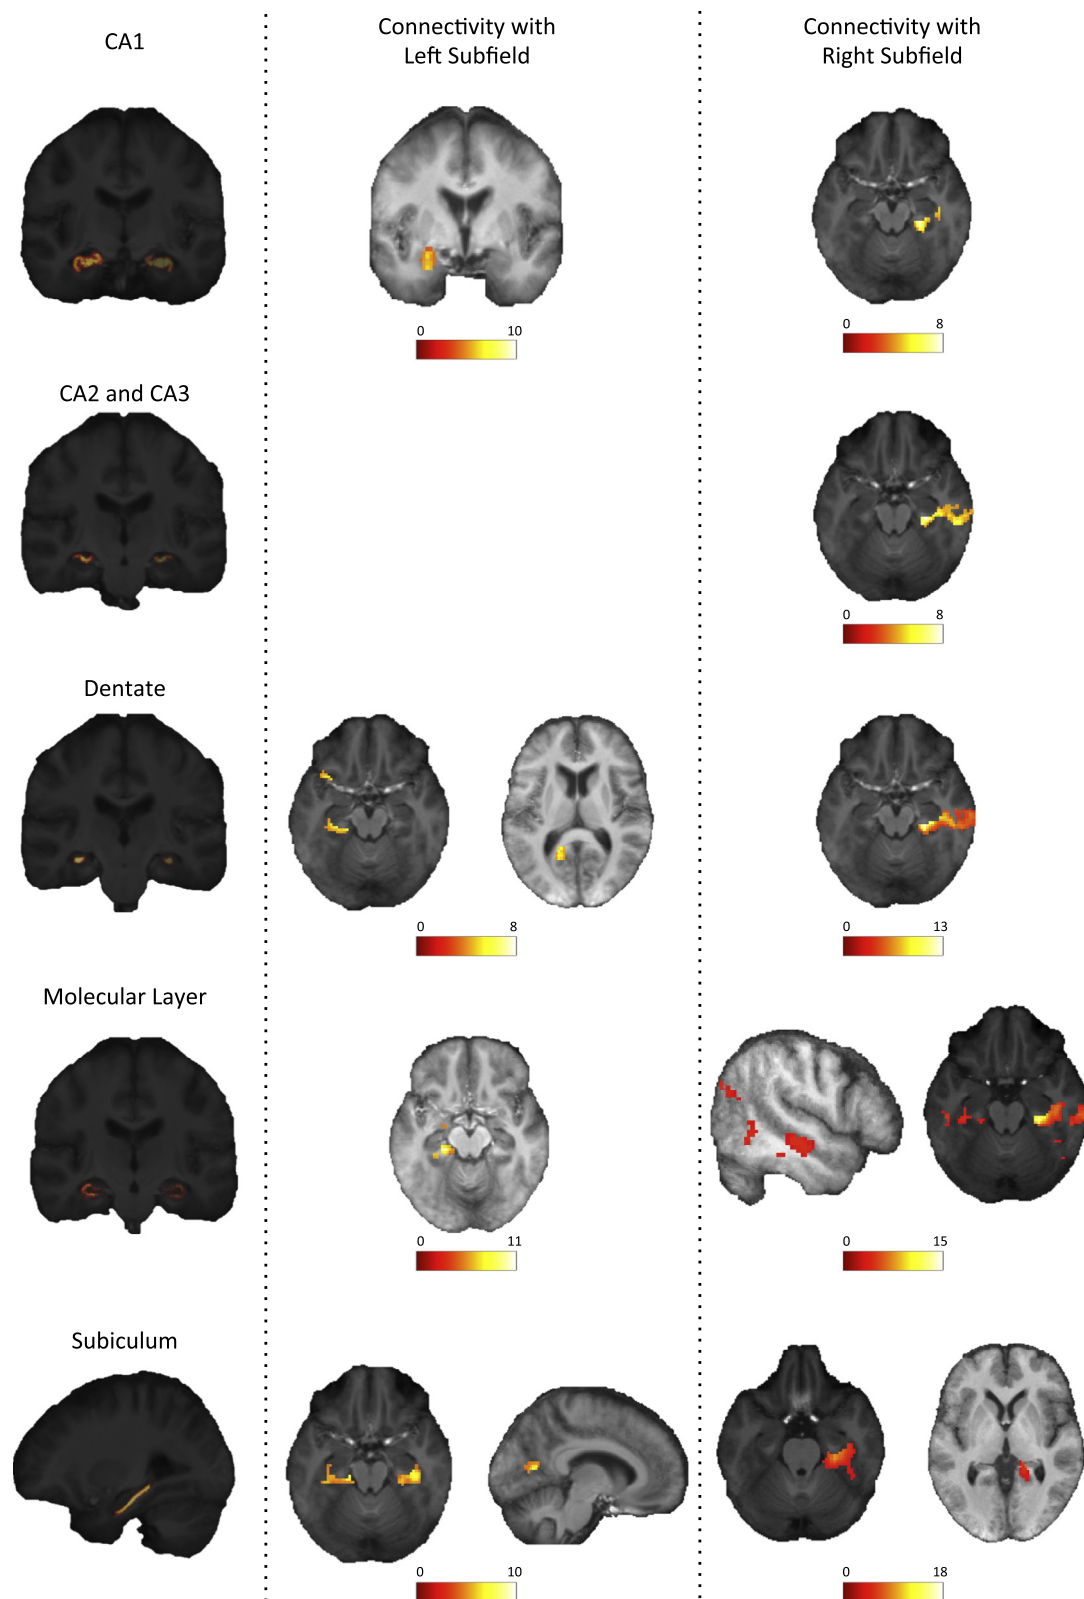 CA1
Connectivity with
Left Subfield
Connectivity with
Right Subfield
0 10
0 8
CA2 and CA3
0 8
Dentate
0 8
0 13
Molecular Layer
0 11
0 15
Subiculum
0 10
0 18